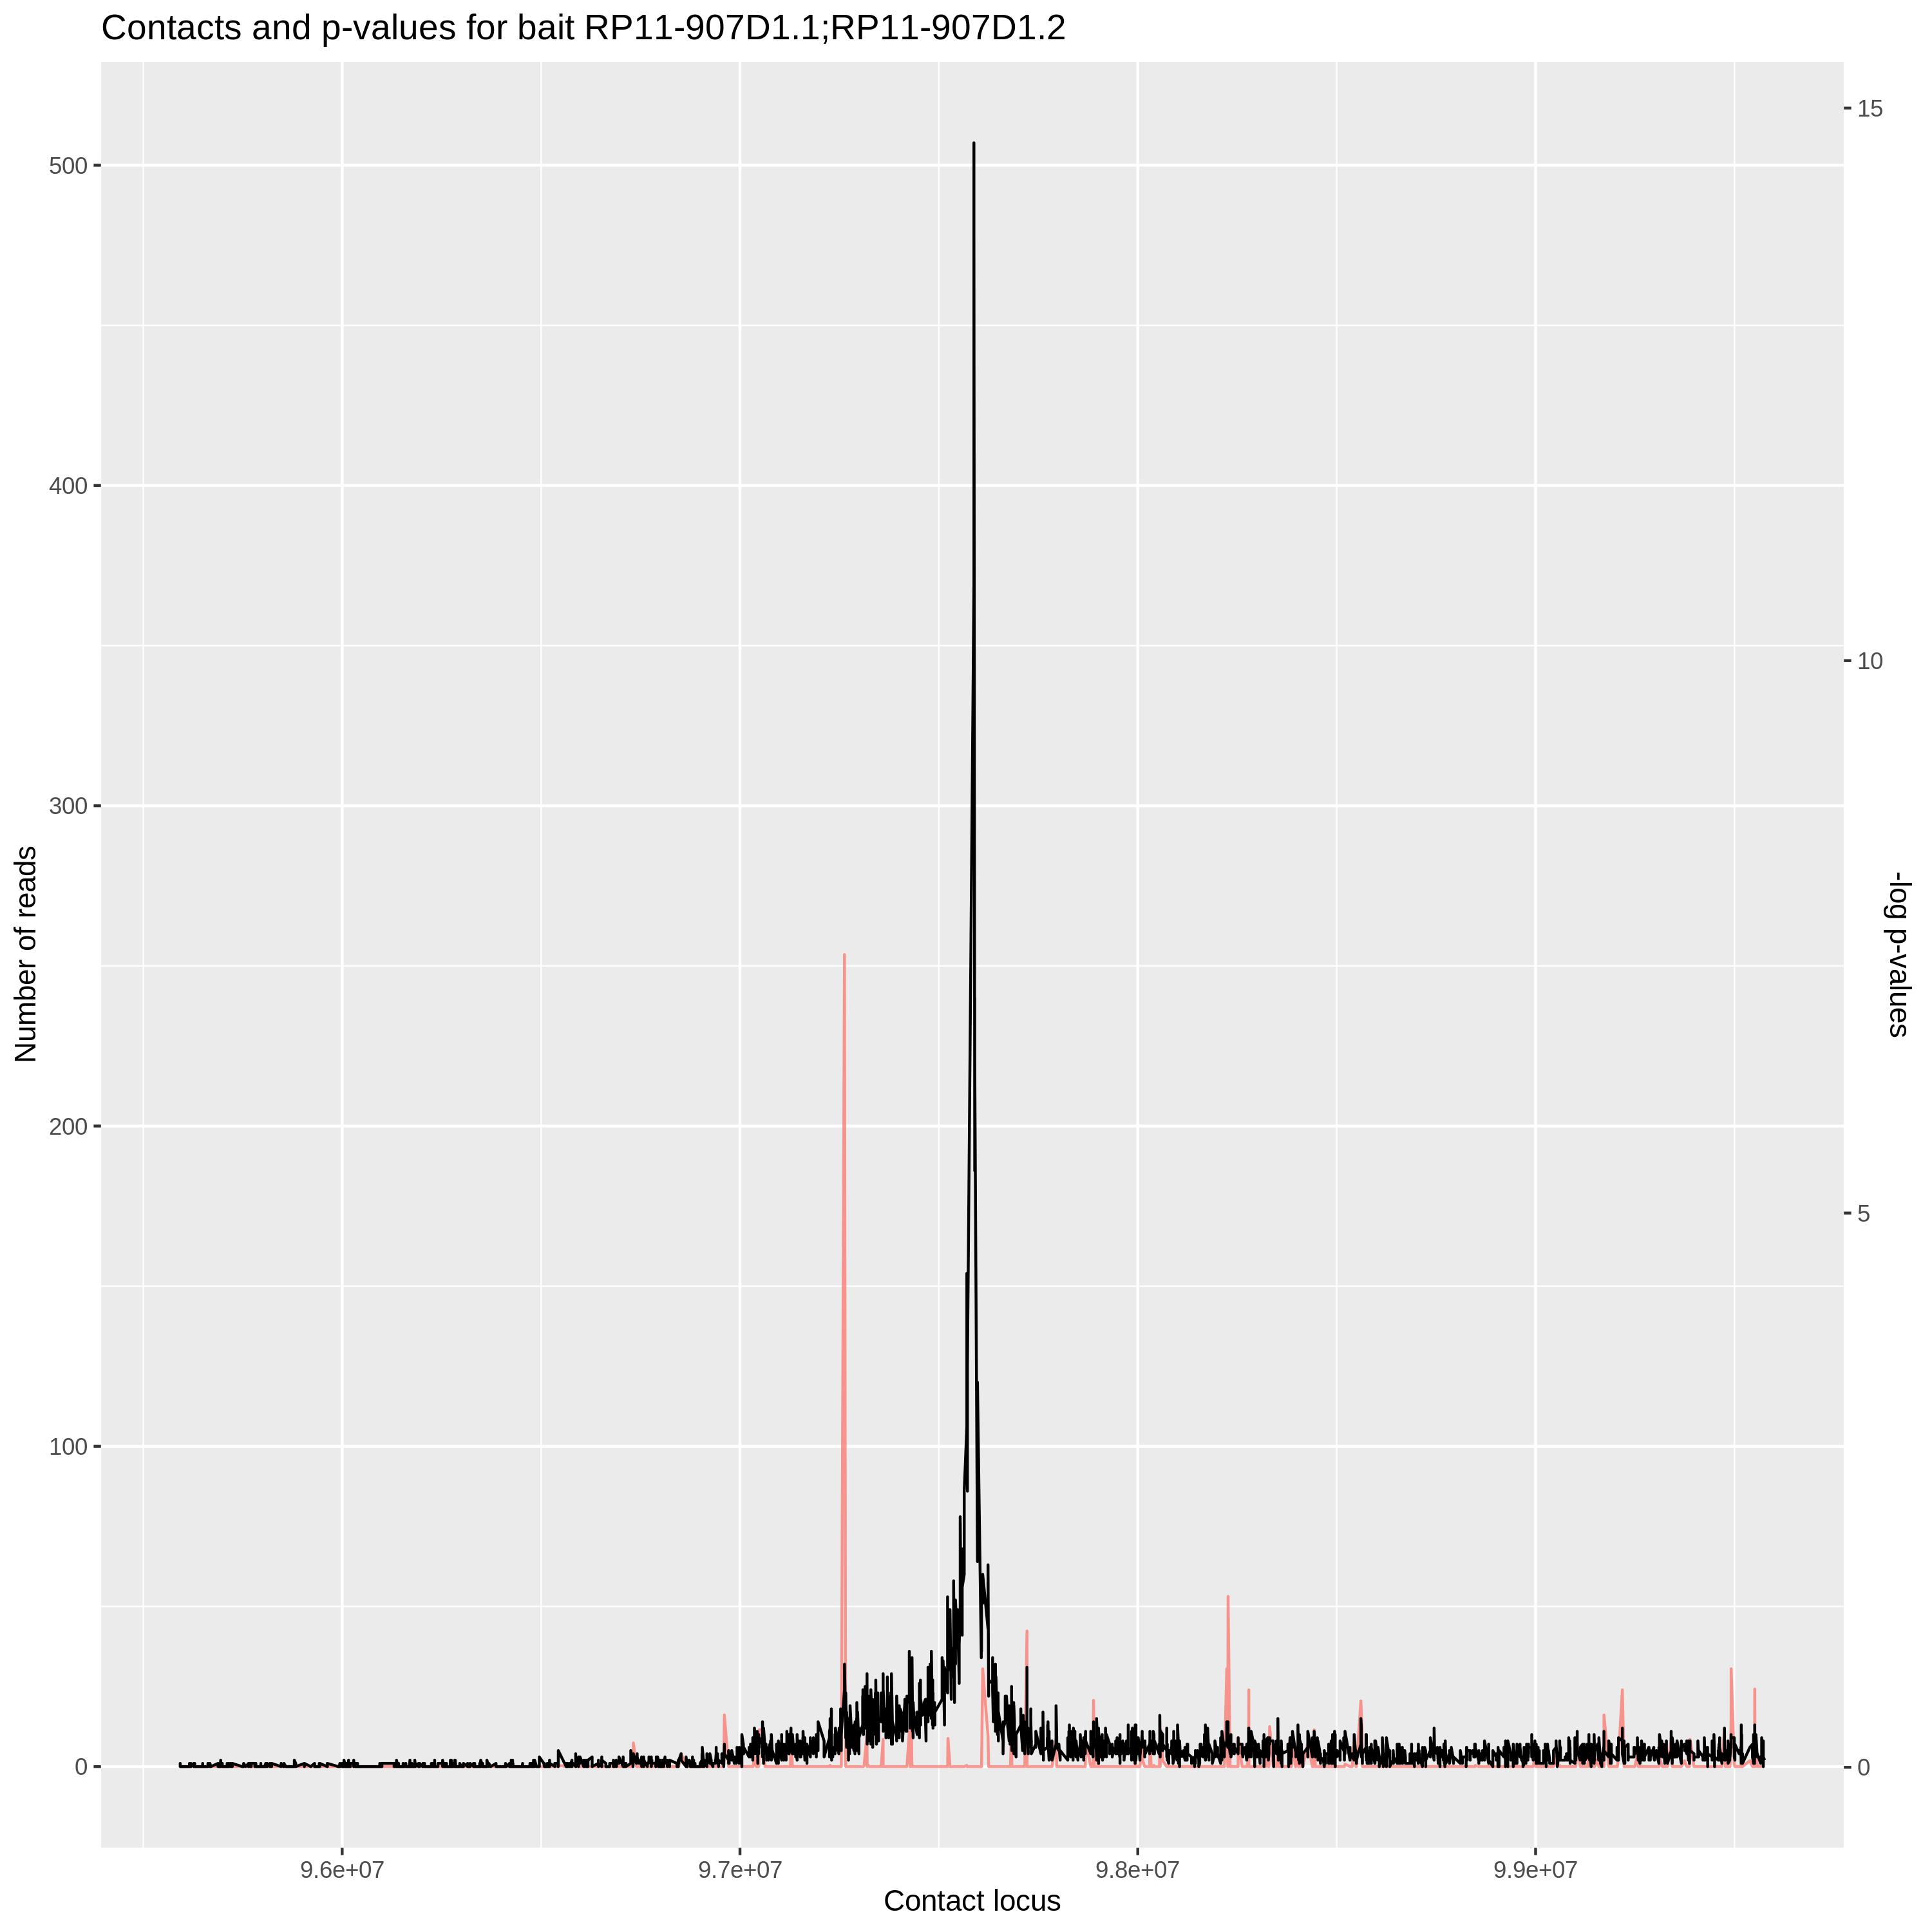 Contacts and p-values for bait RP11-907D1.1;RP11-907D1.2
Number of reads
500
400
300
200
100
0
15
10
5
0
-log p-values
9.6e+07
9.7e+07
9.8e+07
9.9e+07
Contact locus